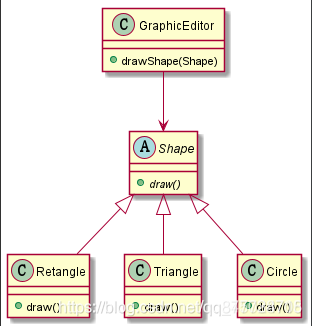 C GraphicEditor
drawShape(Shape)
A Shape
draw()
C Retangle
C Triangle
C Circle
draw()
draw()
draw()